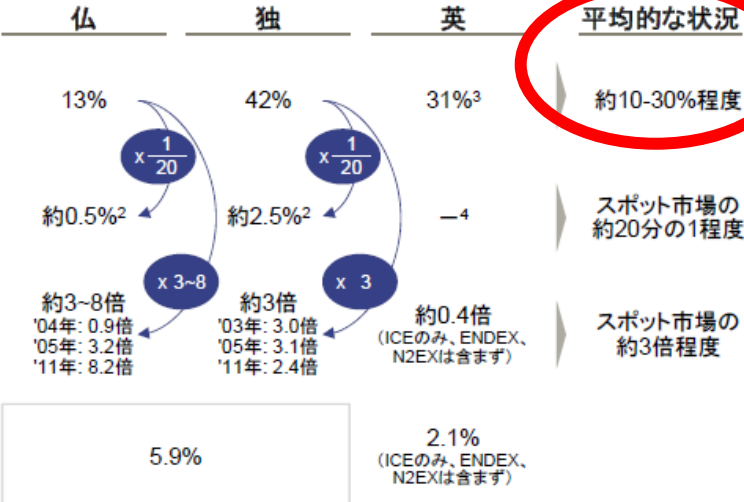 仏 独 英 平均的な状況
13% 42% 31%3 約10-30%程度
x 1/20 x 1/20
約0.5%2 約2.5%2 ―4 スポット市場の
約20分の1程度
x 3~8 x 3
約3~8倍
'04年: 0.9倍
'05年: 3.2倍
'11年: 8.2倍
約3倍
'03年: 3.0倍
'05年: 3.1倍
'11年: 2.4倍
約0.4倍
(ICEのみ、ENDEX、
N2EXは含まず)
スポット市場の
約3倍程度
5.9%
2.1%
(ICEのみ、ENDEX、
N2EXは含まず)